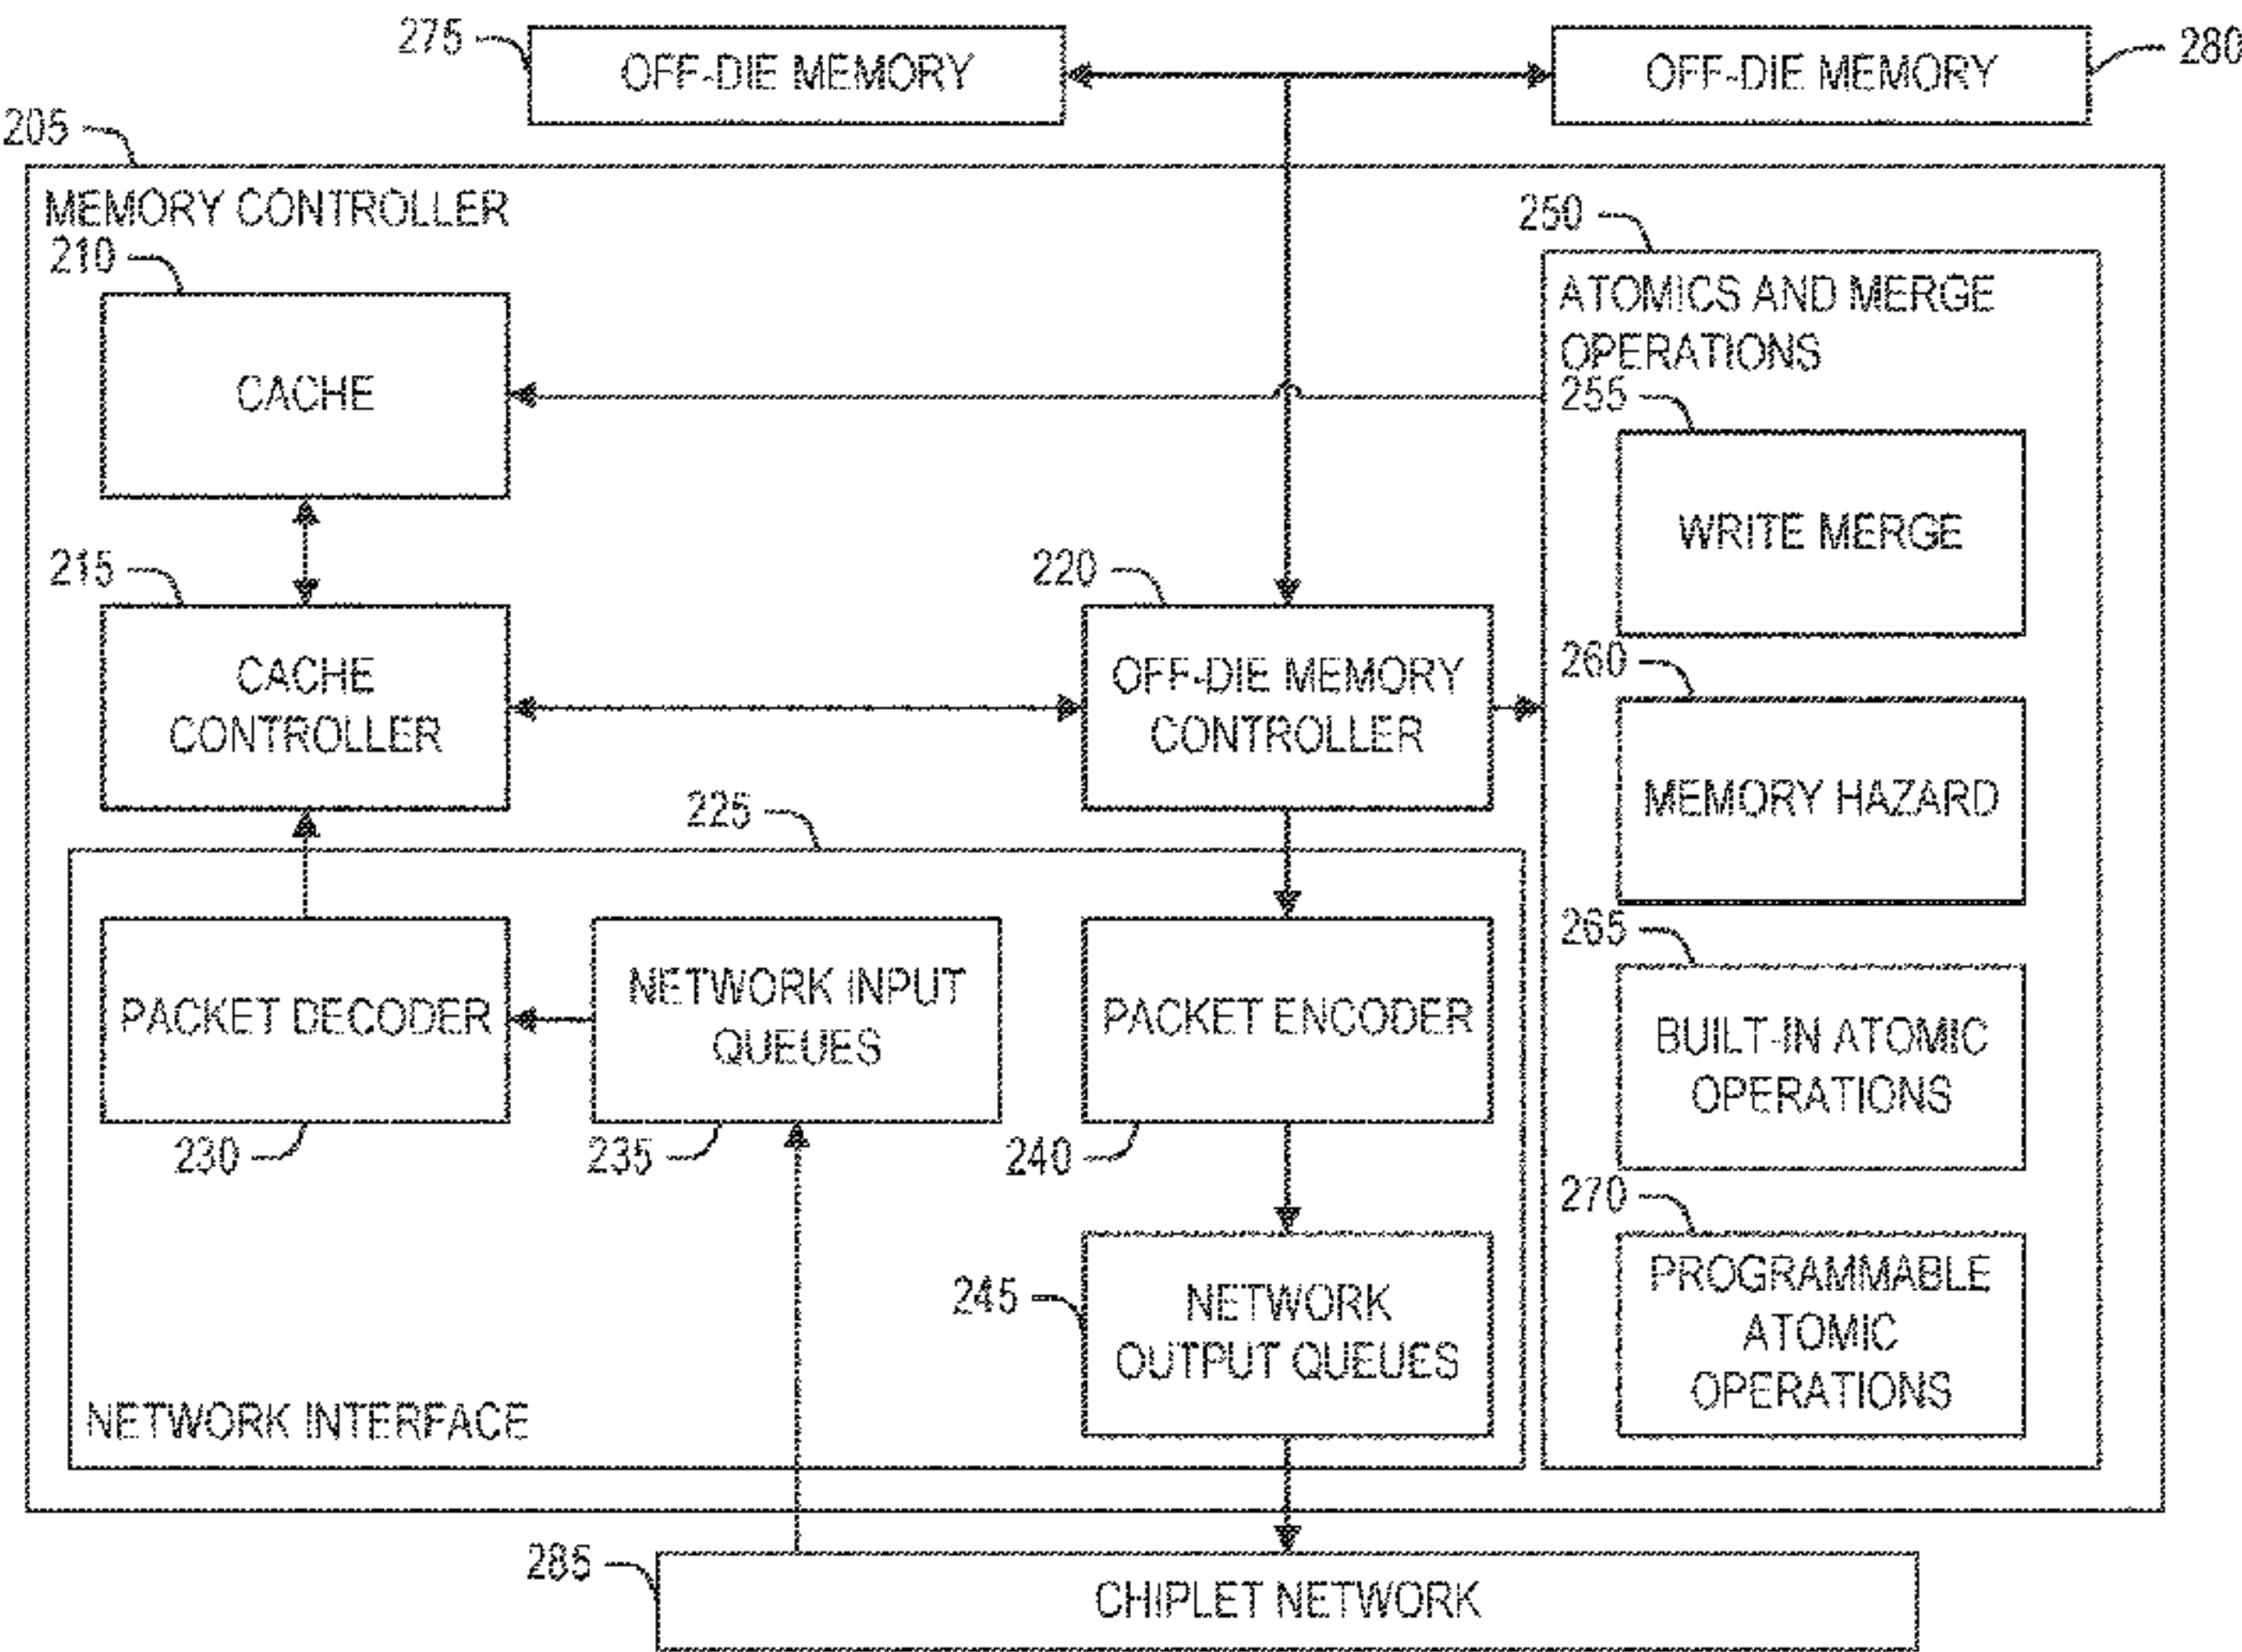 275
OFF-DIE MEMORY
OFF-DIE MEMORY
280
205
MEMORY CONTROLLER
210
CACHE
250
ATOMICS AND MERGE
OPERATIONS
255
WRITE MERGE
215
CACHE
CONTROLLER
220
OFF-DIE MEMORY
CONTROLLER
260
MEMORY HAZARD
225
PACKET DECODER
230
NETWORK INPUT
QUEUES
235
PACKET ENCODER
240
265
BUILT-IN ATOMIC
OPERATIONS
270
PROGRAMMABLE
ATOMIC
OPERATIONS
245
NETWORK
OUTPUT QUEUES
NETWORK INTERFACE
285
CHIPLET NETWORK